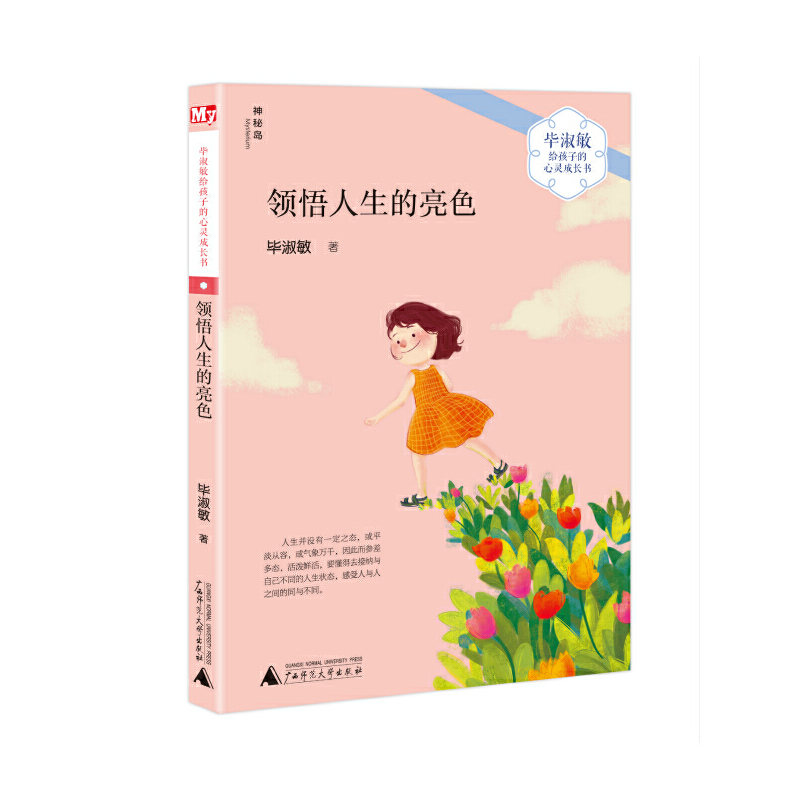 My
毕淑敏给孩子的心灵成长书
领悟人生的亮色
毕淑敏
著
广西师范大学出版社
GUANGXI NORMAL UNIVERSITY PRESS
神秘岛
Mysterium
毕淑敏
给孩子的
心灵成长书
领悟人生的亮色
毕淑敏 著
人生并没有一定之态，或平
淡从容，或气象万千，因此而参差
多态，活泼鲜活。要懂得去接纳与
自己不同的人生状态，感受人与人
之间的同与不同。
GUANGXI NORMAL UNIVERSITY PRESS
广西师范大学出版社